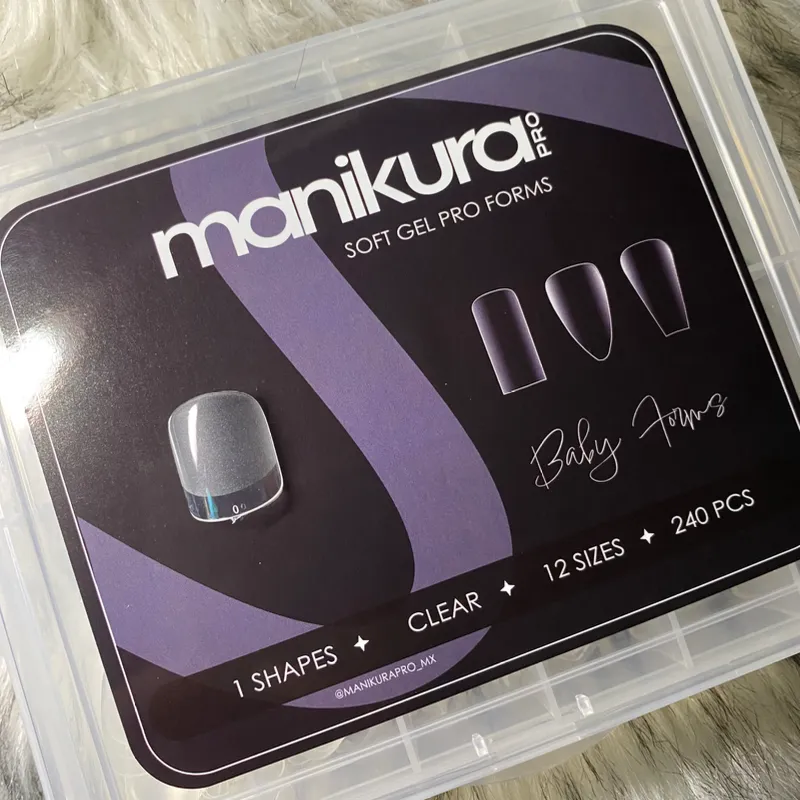 manikura PRO
SOFT GEL PRO FORMS
Baby Forms
0
1 SHAPES ✦ CLEAR ✦ 12 SIZES ✦ 240 PCS
@MANIKURAPRO_MX